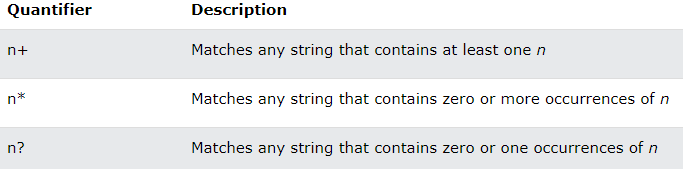 Quantifier Description
n+ Matches any string that contains at least one n
n* Matches any string that contains zero or more occurrences of n
n? Matches any string that contains zero or one occurrences of n